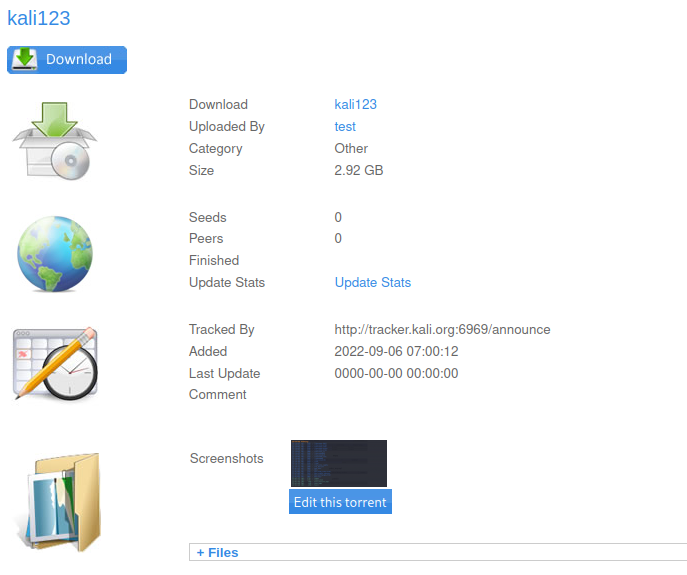 kali123
Download
Download kali123
Uploaded By test
Category Other
Size 2.92 GB
Seeds 0
Peers 0
Finished
Update Stats Update Stats
Tracked By http://tracker.kali.org:6969/announce
Added 2022-09-06 07:00:12
Last Update 0000-00-00 00:00:00
Comment
Screenshots
Edit this torrent
+ Files